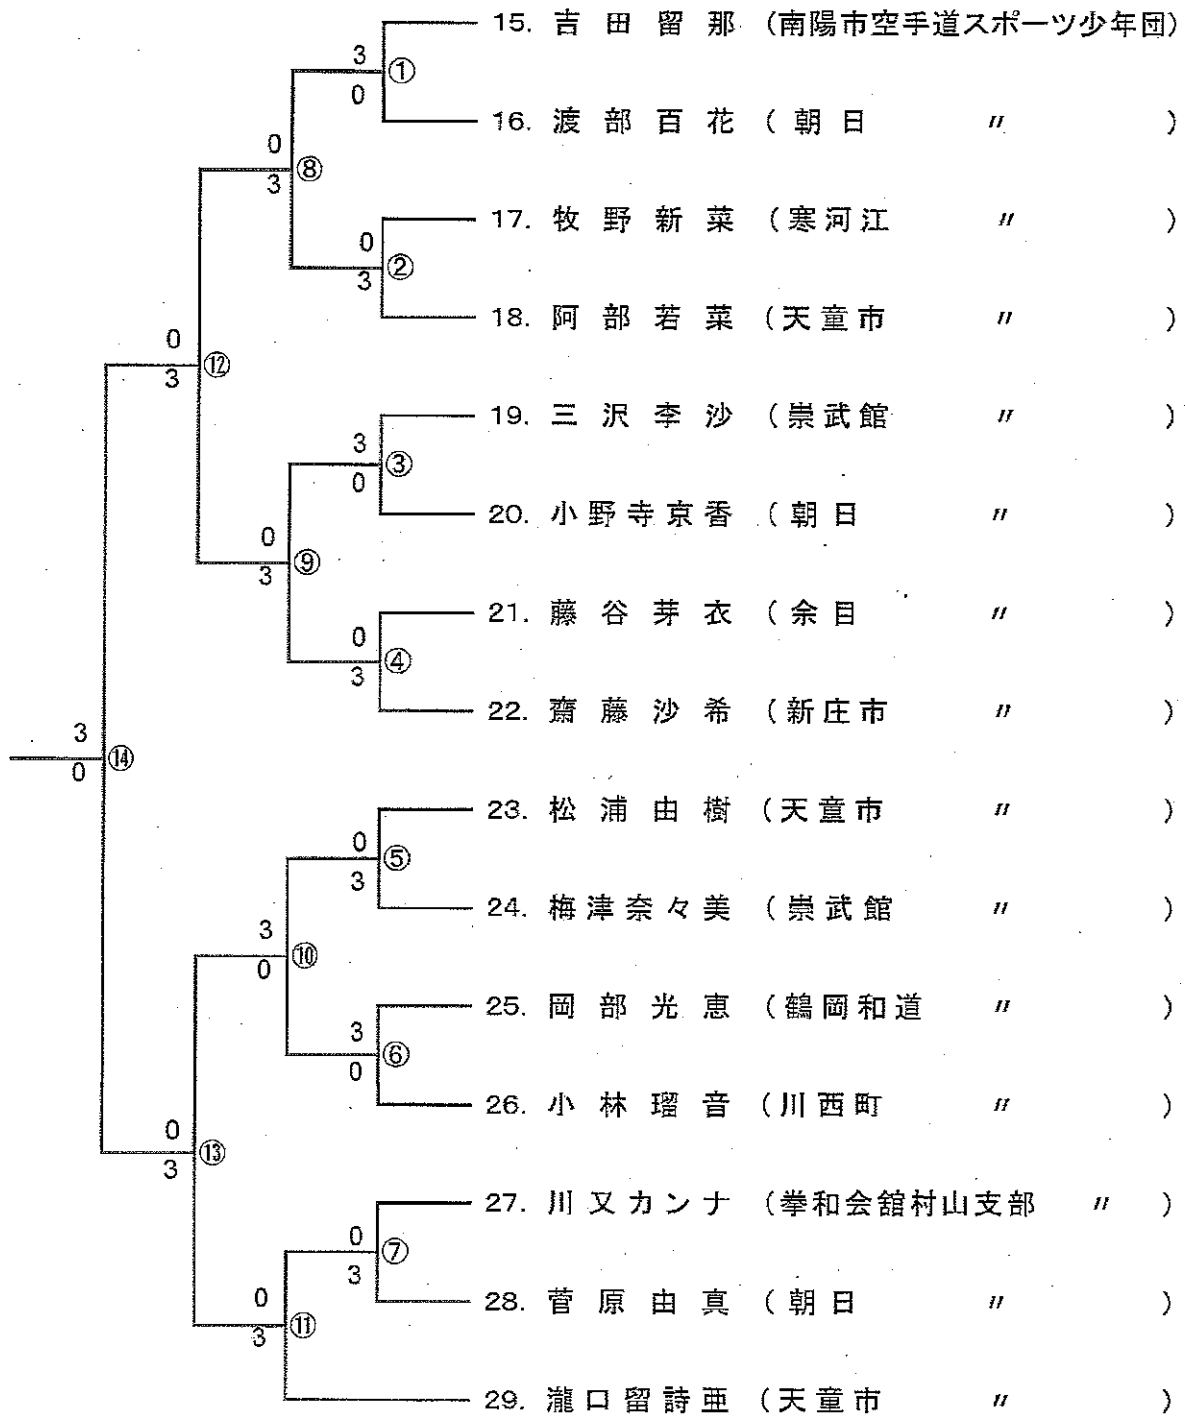 15. 吉田留那 (南陽市空手道スポーツ少年団)
3
①
0
16. 渡部百花 (朝日 〃 )
0
⑧
3
17. 牧野新菜 (寒河江 〃 )
0
②
3
18. 阿部若菜 (天童市 〃 )
0
⑫
3
19. 三沢李沙 (崇武館 〃 )
3
③
0
20. 小野寺京香 (朝日 〃 )
0
⑨
3
21. 藤谷芽衣 (余目 〃 )
0
④
3
22. 齋藤沙希 (新庄市 〃 )
3
⑭
0
23. 松浦由樹 (天童市 〃 )
0
⑤
3
24. 梅津奈々美 (崇武館 〃 )
3
⑩
0
25. 岡部光恵 (鶴岡和道 〃 )
3
⑥
0
26. 小林瑠音 (川西町 〃 )
0
⑬
3
27. 川又カンナ (拳和会舘村山支部 〃 )
0
⑦
3
28. 菅原由真 (朝日 〃 )
0
⑪
3
29. 瀧口留詩亜 (天童市 〃 )